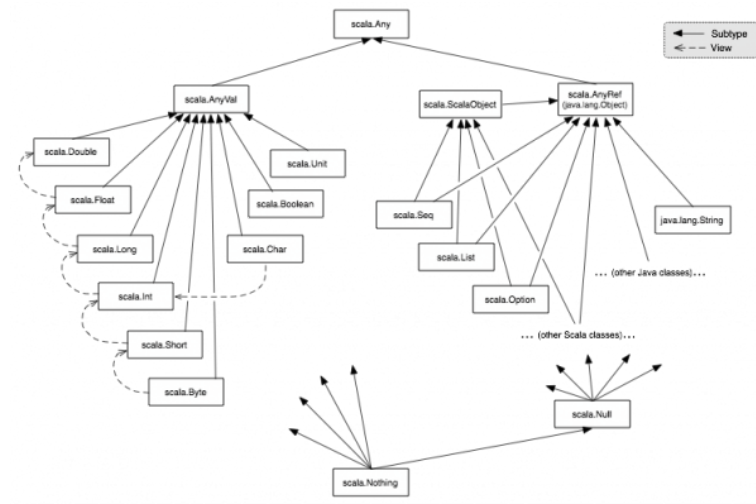 scala.Any
Subtype
View
scala.AnyVal
scala.ScalaObject
scala.AnyRef
(java.lang.Object)
scala.Double
scala.Unit
scala.Float
scala.Boolean
scala.Seq
java.lang.String
scala.Long
scala.Char
scala.List
... (other Java classes)...
scala.Int
scala.Option
... (other Scala classes)...
scala.Short
scala.Byte
scala.Null
scala.Nothing